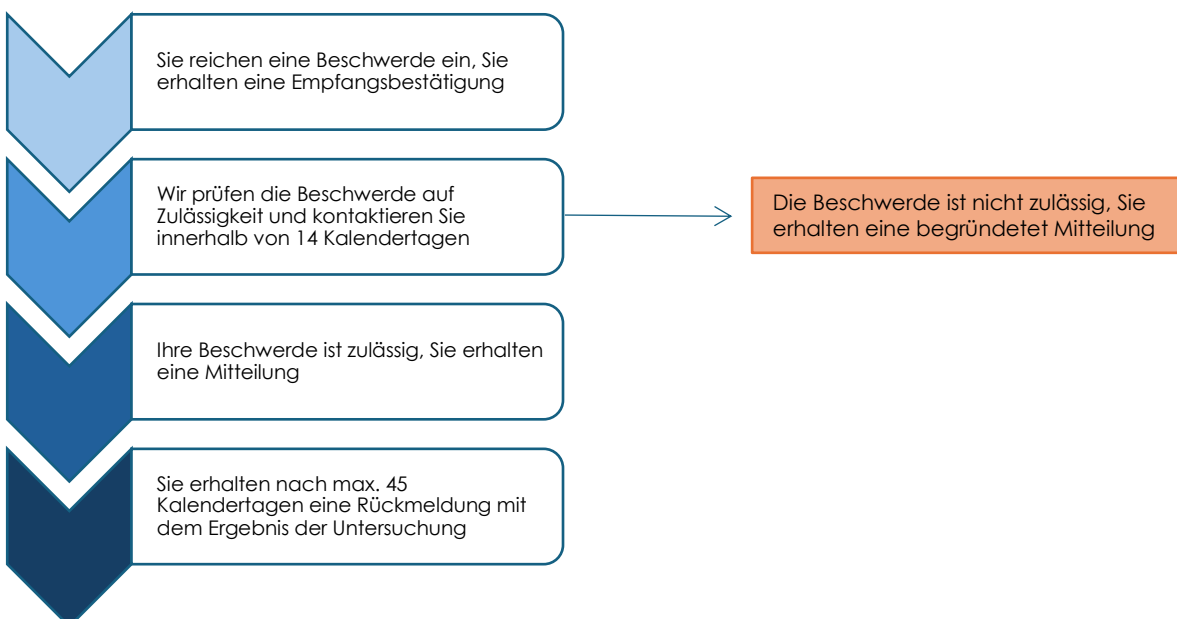 Sie reichen eine Beschwerde ein, Sie
erhalten eine Empfangsbestätigung
Wir prüfen die Beschwerde auf
Zulässigkeit und kontaktieren Sie
innerhalb von 14 Kalendertagen
Die Beschwerde ist nicht zulässig, Sie
erhalten eine begründetet Mitteilung
Ihre Beschwerde ist zulässig, Sie erhalten
eine Mitteilung
Sie erhalten nach max. 45
Kalendertagen eine Rückmeldung mit
dem Ergebnis der Untersuchung